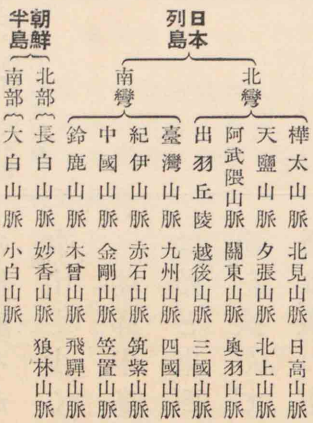 日本列島
北彎
樺太山脈 北見山脈 日高山脈
天鹽山脈 夕張山脈 北上山脈
阿武隈山脈 關東山脈 奧羽山脈
出羽丘陵 越後山脈 三國山脈
南彎
臺灣山脈 九州山脈 四國山脈
紀伊山脈 赤石山脈 筑紫山脈
中國山脈 金剛山脈 笠置山脈
鈴鹿山脈 木曾山脈 飛驒山脈
朝鮮半島
北部
長白山脈 妙香山脈 狼林山脈
南部
大白山脈 小白山脈